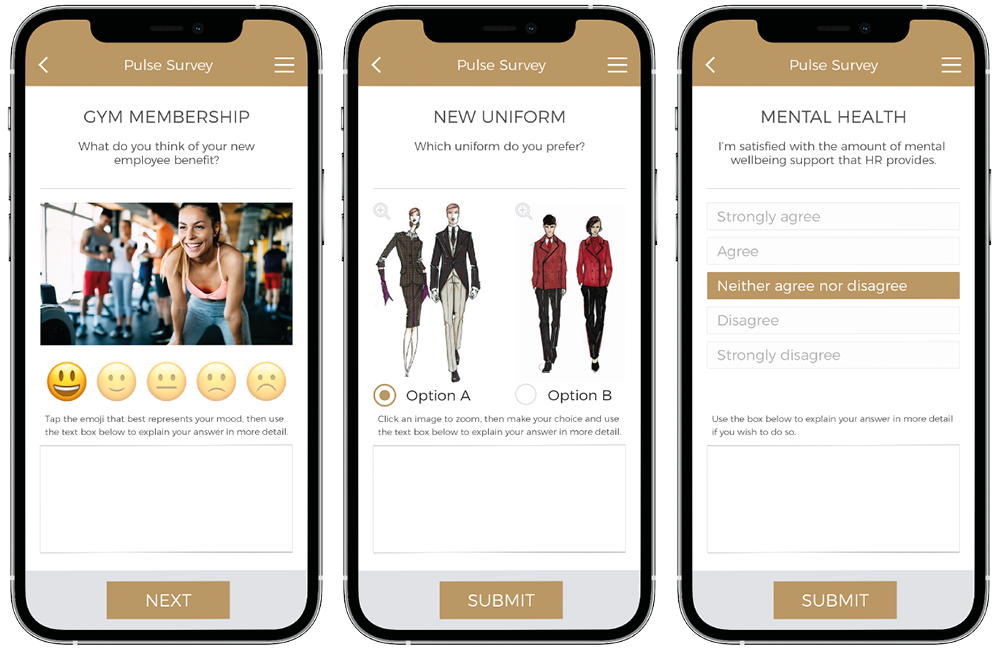 Pulse Survey
GYM MEMBERSHIP
What do you think of your new
employee benefit?
Tap the emoji that best represents your mood, then use
the text box below to explain your answer in more detail.
NEXT
Pulse Survey
NEW UNIFORM
Which uniform do you prefer?
Option A
Option B
Click an image to zoom, then make your choice and use
the text box below to explain your answer in more detail.
SUBMIT
Pulse Survey
MENTAL HEALTH
I'm satisfied with the amount of mental
wellbeing support that HR provides.
Strongly agree
Agree
Neither agree nor disagree
Disagree
Strongly disagree
Use the box below to explain your answer in more detail
if you wish to do so.
SUBMIT